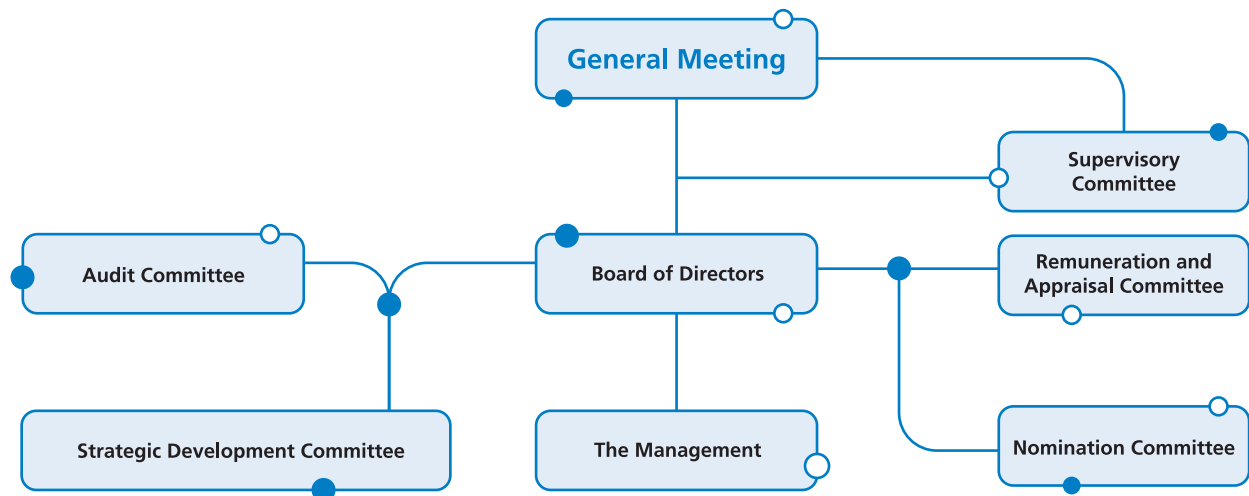 General Meeting
Supervisory
Committee
Audit Committee
Board of Directors
Remuneration and
Appraisal Committee
Strategic Development Committee
The Management
Nomination Committee